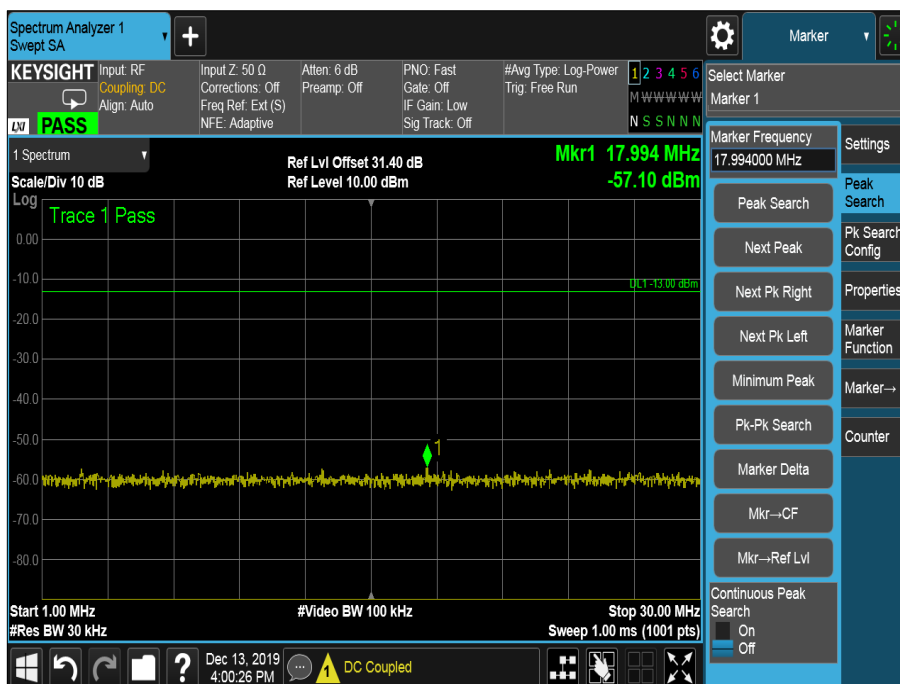 Spectrum Analyzer 1
Swept SA
Marker
KEYSIGHT
Input: RF
Coupling: DC
Align: Auto
Input Z: 50 Ω
Corrections: Off
Freq Ref: Ext (S)
NFE: Adaptive
Atten: 6 dB
Preamp: Off
PNO: Fast
Gate: Off
IF Gain: Low
Sig Track: Off
#Avg Type: Log-Power
Trig: Free Run
1 2 3 4 5 6
M W W W W W
N S S N N N
LXI PASS
Select Marker
Marker 1
1 Spectrum
Scale/Div 10 dB
Ref Lvl Offset 31.40 dB
Ref Level 10.00 dBm
Mkr1 17.994 MHz
-57.10 dBm
Log
Trace 1 Pass
0.00
-10.0
-20.0
-30.0
-40.0
-50.0
-60.0
-70.0
-80.0
DL1 -13.00 dBm
1
Start 1.00 MHz
#Res BW 30 kHz
#Video BW 100 kHz
Stop 30.00 MHz
Sweep 1.00 ms (1001 pts)
Marker Frequency
17.994000 MHz
Peak Search
Next Peak
Next Pk Right
Next Pk Left
Minimum Peak
Pk-Pk Search
Marker Delta
Mkr→CF
Mkr→Ref Lvl
Continuous Peak
Search
On
Off
Settings
Peak
Search
Pk Search
Config
Properties
Marker
Function
Marker→
Counter
?
Dec 13, 2019
4:00:26 PM
1
DC Coupled